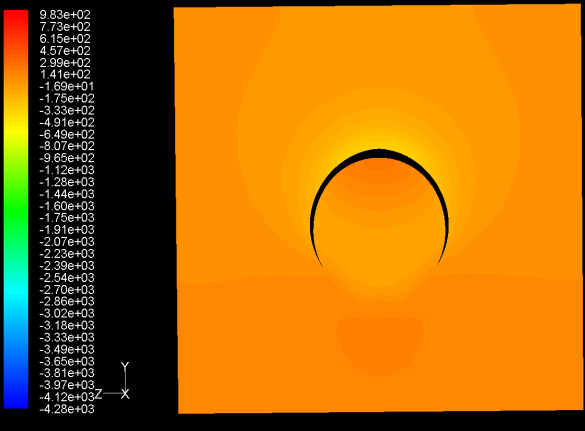 9.83e+02
7.73e+02
6.15e+02
4.57e+02
2.99e+02
1.41e+02
-1.69e+01
-1.75e+02
-3.33e+02
-4.91e+02
-6.49e+02
-8.07e+02
-9.65e+02
-1.12e+03
-1.28e+03
-1.44e+03
-1.60e+03
-1.75e+03
-1.91e+03
-2.07e+03
-2.23e+03
-2.39e+03
-2.54e+03
-2.70e+03
-2.86e+03
-3.02e+03
-3.18e+03
-3.33e+03
-3.49e+03
-3.65e+03
-3.81e+03
-3.97e+03
-4.12e+03
-4.28e+03
Y
Z X